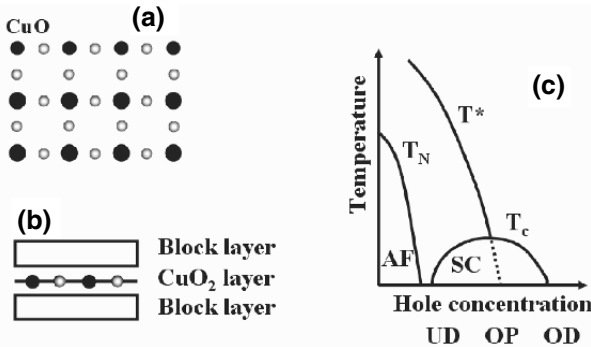 (a)
CuO
(b)
Block layer
CuO2 layer
Block layer
(c)
Temperature
T*
TN
Tc
AF
SC
Hole concentration
UD OP OD